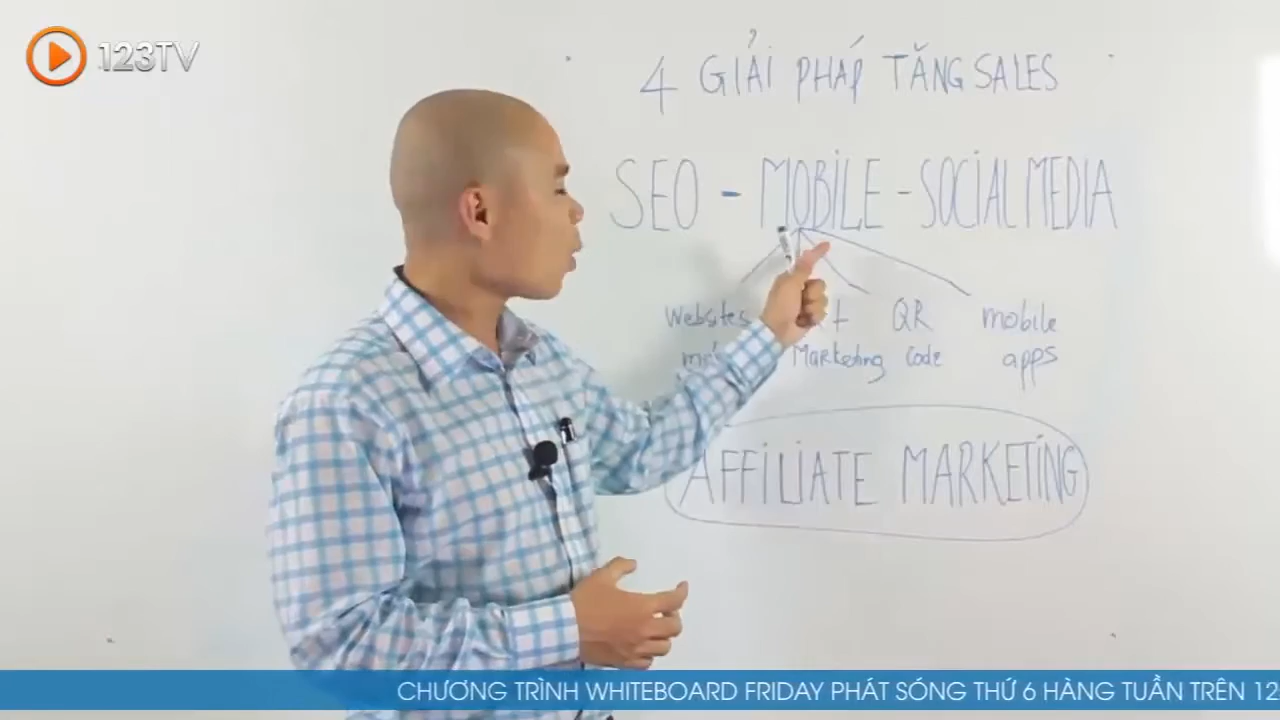 123TV
4 GIẢI PHÁP TĂNG SALES
SEO - MOBILE - SOCIAL MEDIA
Websites QR mobile
Marketing Code apps
AFFILIATE MARKETING
CHƯƠNG TRÌNH WHITEBOARD FRIDAY PHÁT SÓNG THỨ 6 HÀNG TUẦN TRÊN 12